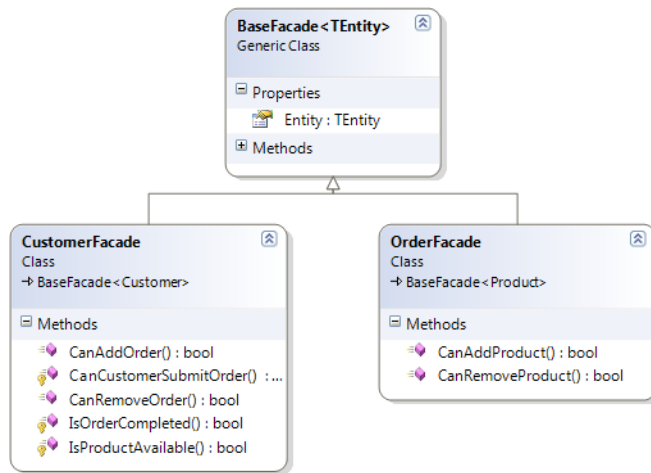 BaseFacade<TEntity>
Generic Class
Properties
Entity : TEntity
Methods
CustomerFacade
Class
BaseFacade<Customer>
Methods
CanAddOrder() : bool
CanCustomerSubmitOrder() : ...
CanRemoveOrder() : bool
IsOrderCompleted() : bool
IsProductAvailable() : bool
OrderFacade
Class
BaseFacade<Product>
Methods
CanAddProduct() : bool
CanRemoveProduct() : bool